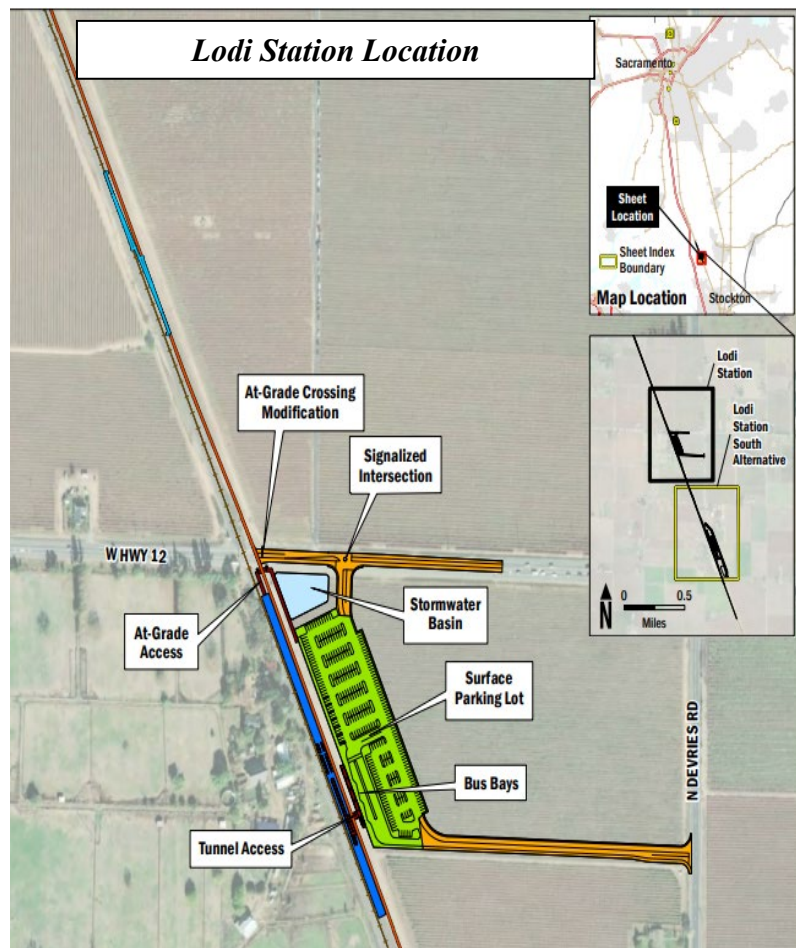 Lodi Station Location
Sacramento
Sheet
Location
Sheet Index
Boundary
Map Location
Stockton
Lodi
Station
Lodi
Station
South
Alternative
N
0
0.5
Miles
At-Grade Crossing
Modification
Signalized
Intersection
W HWY 12
At-Grade
Access
Stormwater
Basin
Surface
Parking Lot
Bus Bays
Tunnel Access
N DEVRIES RD